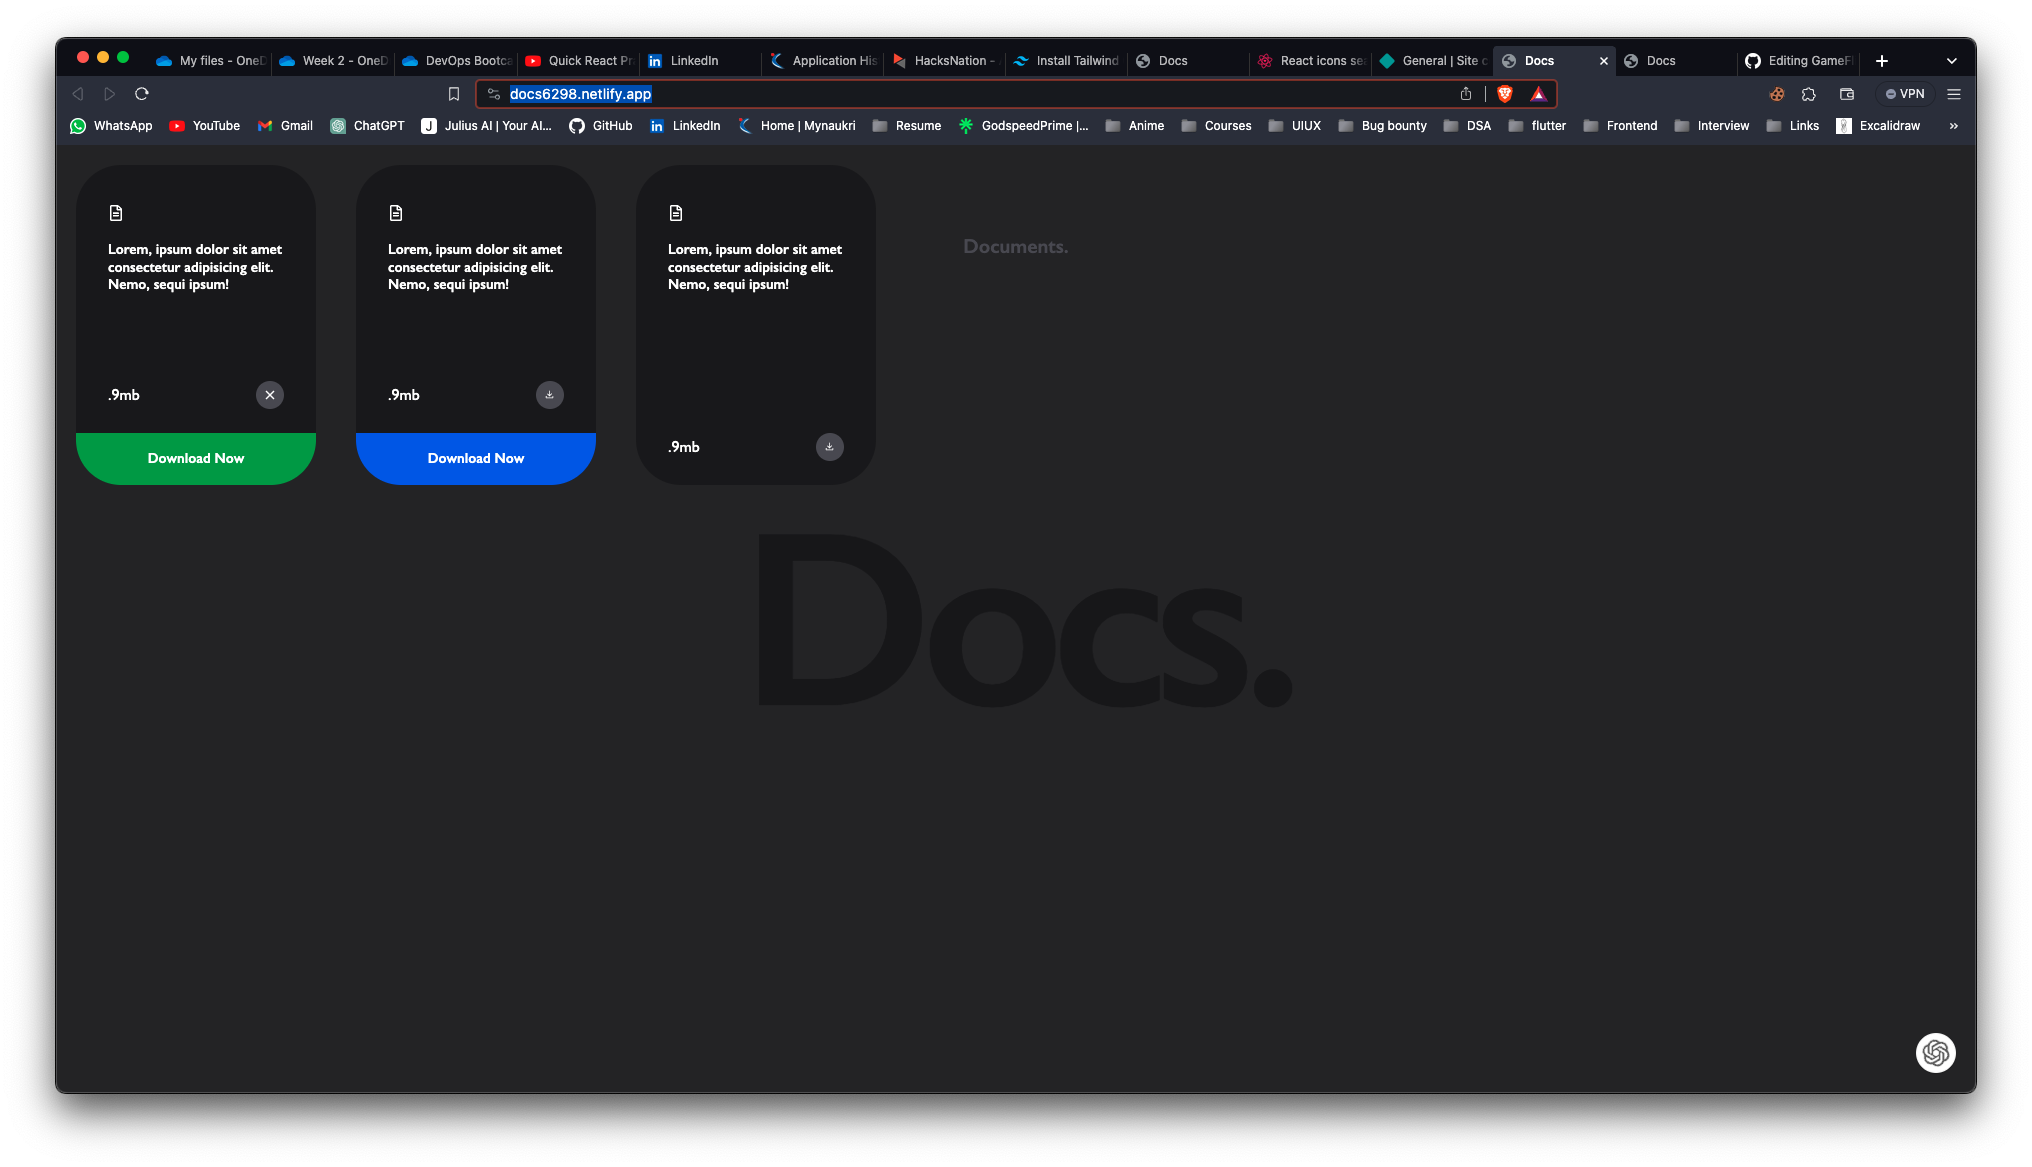 My files - OneD
Week 2 - OneD
DevOps Bootca
Quick React Pr
LinkedIn
Application His
HacksNation -
Install Tailwind
Docs
React icons se
General | Site c
Docs
Docs
Editing GameFl
docs6298.netlify.app
VPN
WhatsApp
YouTube
Gmail
ChatGPT
Julius AI | Your AI...
GitHub
LinkedIn
Home | Mynaukri
Resume
GodspeedPrime |...
Anime
Courses
UIUX
Bug bounty
DSA
flutter
Frontend
Interview
Links
Excalidraw
»
Lorem, ipsum dolor sit amet
consectetur adipisicing elit.
Nemo, sequi ipsum!
.9mb
Download Now
Lorem, ipsum dolor sit amet
consectetur adipisicing elit.
Nemo, sequi ipsum!
.9mb
Download Now
Lorem, ipsum dolor sit amet
consectetur adipisicing elit.
Nemo, sequi ipsum!
.9mb
Documents.
Docs.